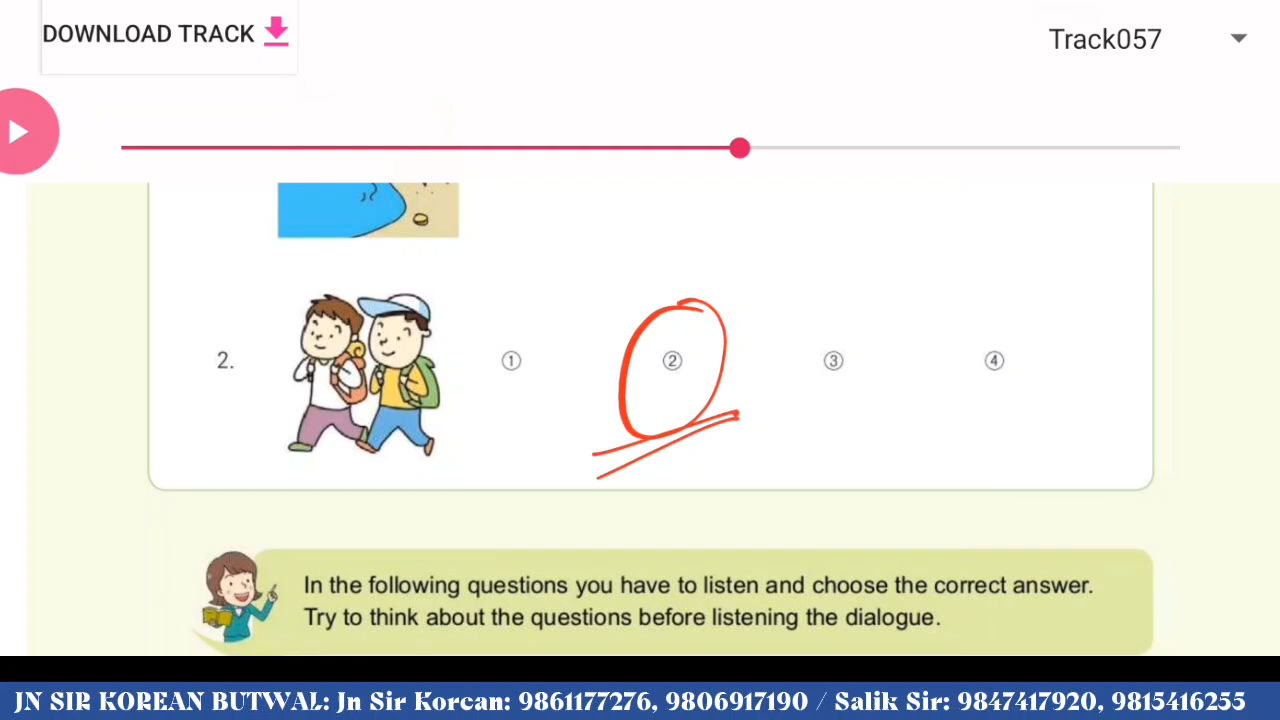 DOWNLOAD TRACK
Track057
2. ① ② ③ ④
In the following questions you have to listen and choose the correct answer.
Try to think about the questions before listening the dialogue.
JN SIR KOREAN BUTWAL: Jn Sir Korean: 9861177276, 9806917190 / Salik Sir: 9847417920, 9815416255